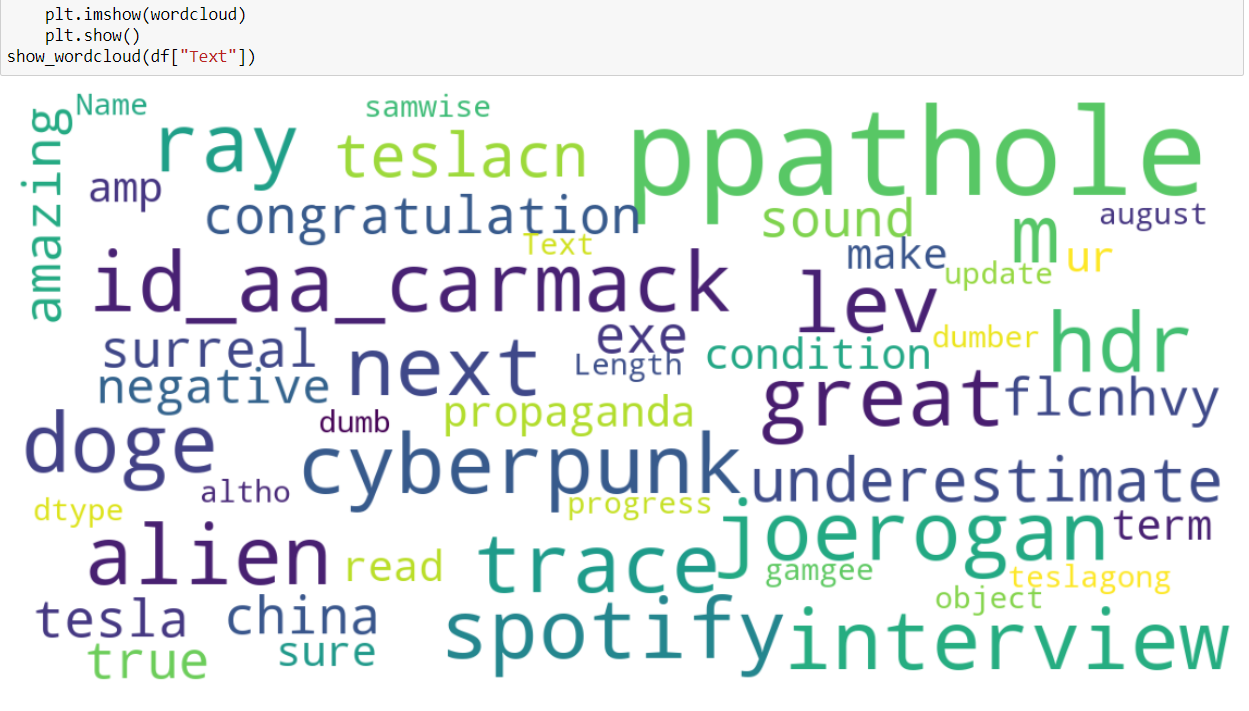 plt.imshow(wordcloud)
plt.show()
show_wordcloud(df["Text"])
Name
samwise
ppathole
amazing
ray
teslacn
amp
congratulation
sound
m
august
Text
make
ur
id_aa_carmack
lev
update
surreal
next
exe
Length
condition
dumber
hdr
negative
great
flcnhvy
dumb
propaganda
doge
cyberpunk
underestimate
altho
dtype
progress
joerogan
term
alien
read
trace
gamgee
teslagong
object
tesla
china
spotify
interview
true
sure